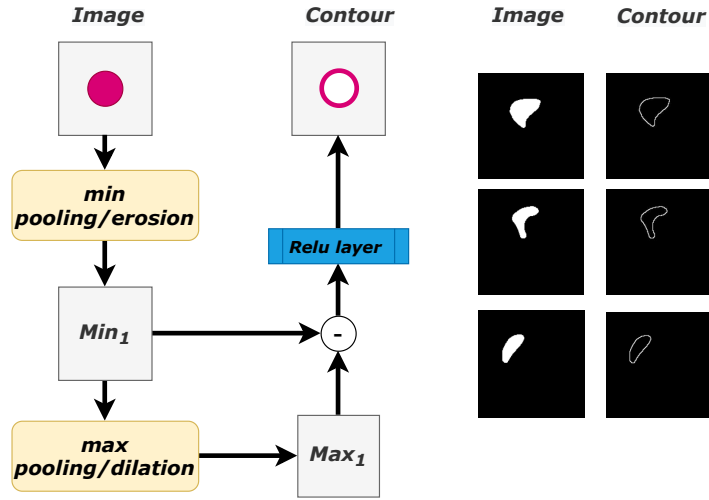 Image
Contour
Image
Contour
min
pooling/erosion
Relu layer
Min1
-
max
pooling/dilation
Max1